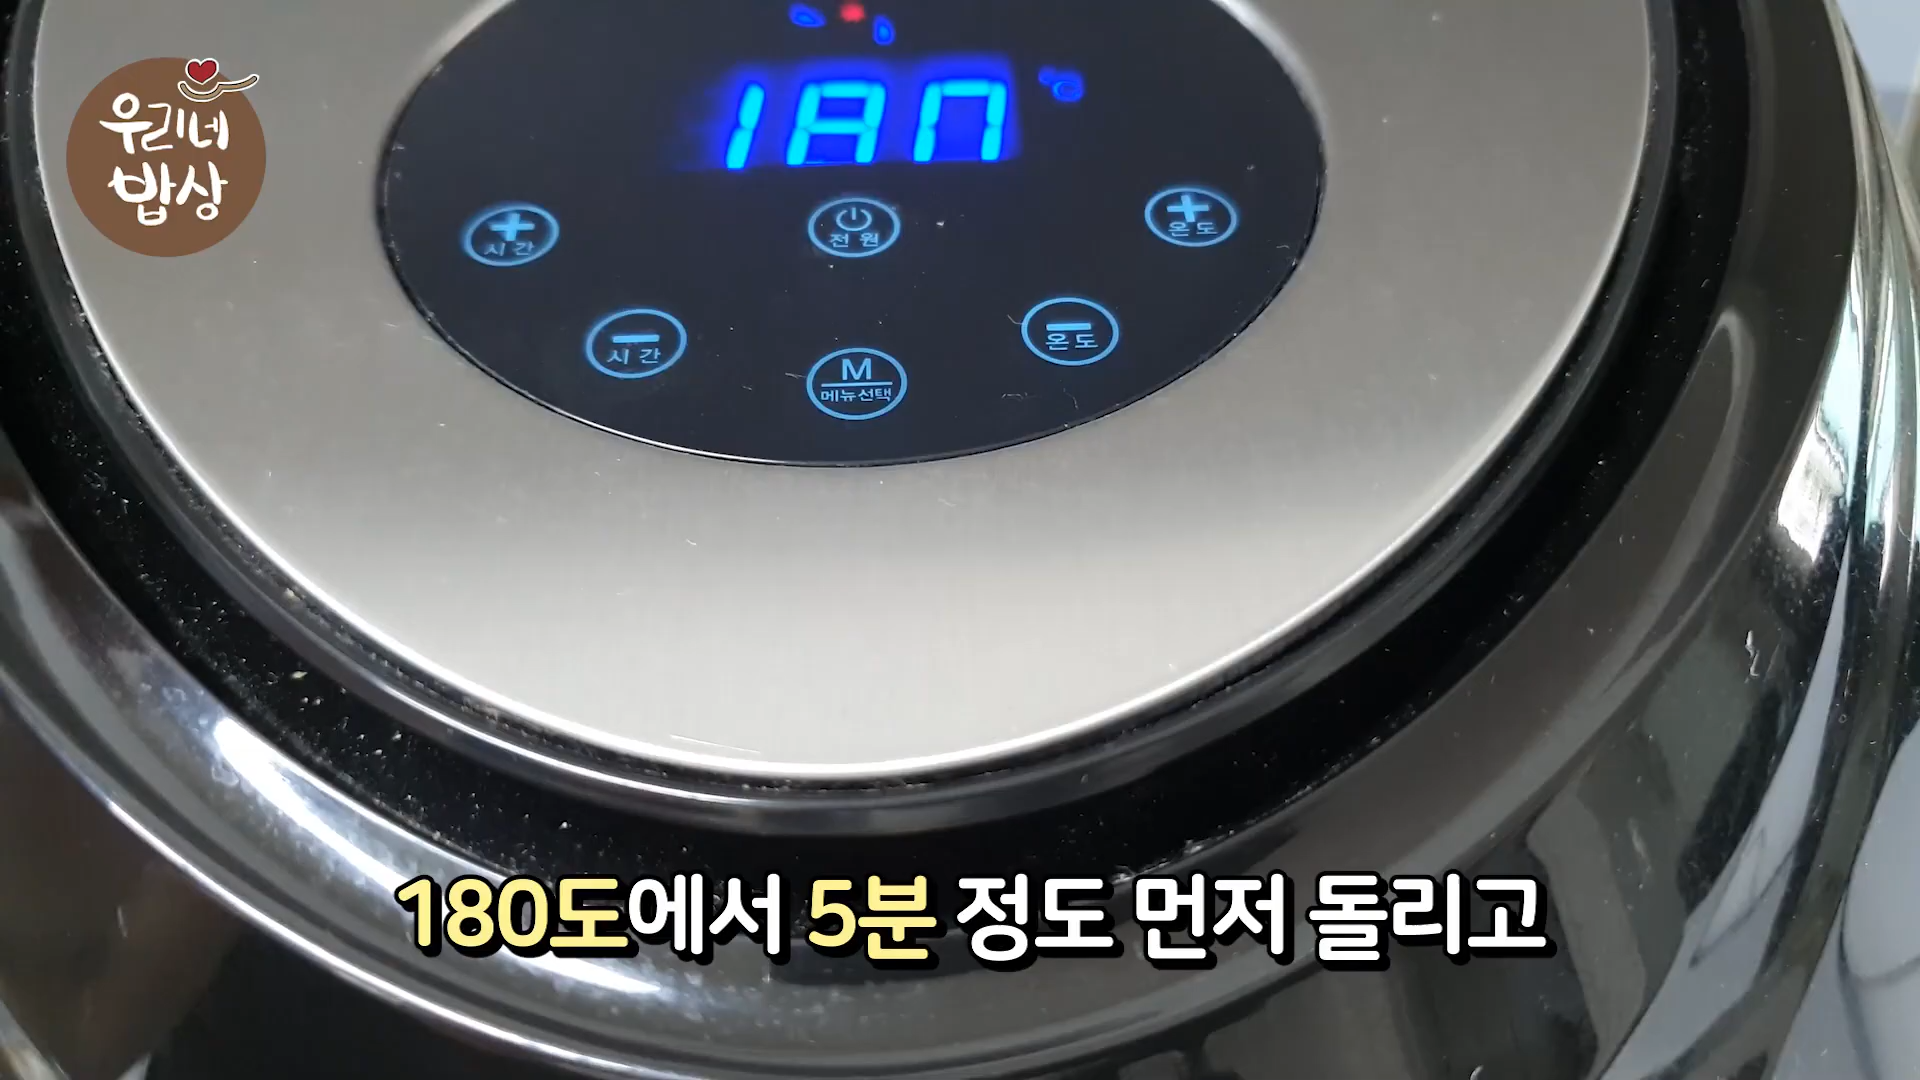 우리네
밥상
180 ℃
+
시간
전원
+
온도
-
시간
M
메뉴선택
-
온도
180도에서 5분 정도 먼저 돌리고